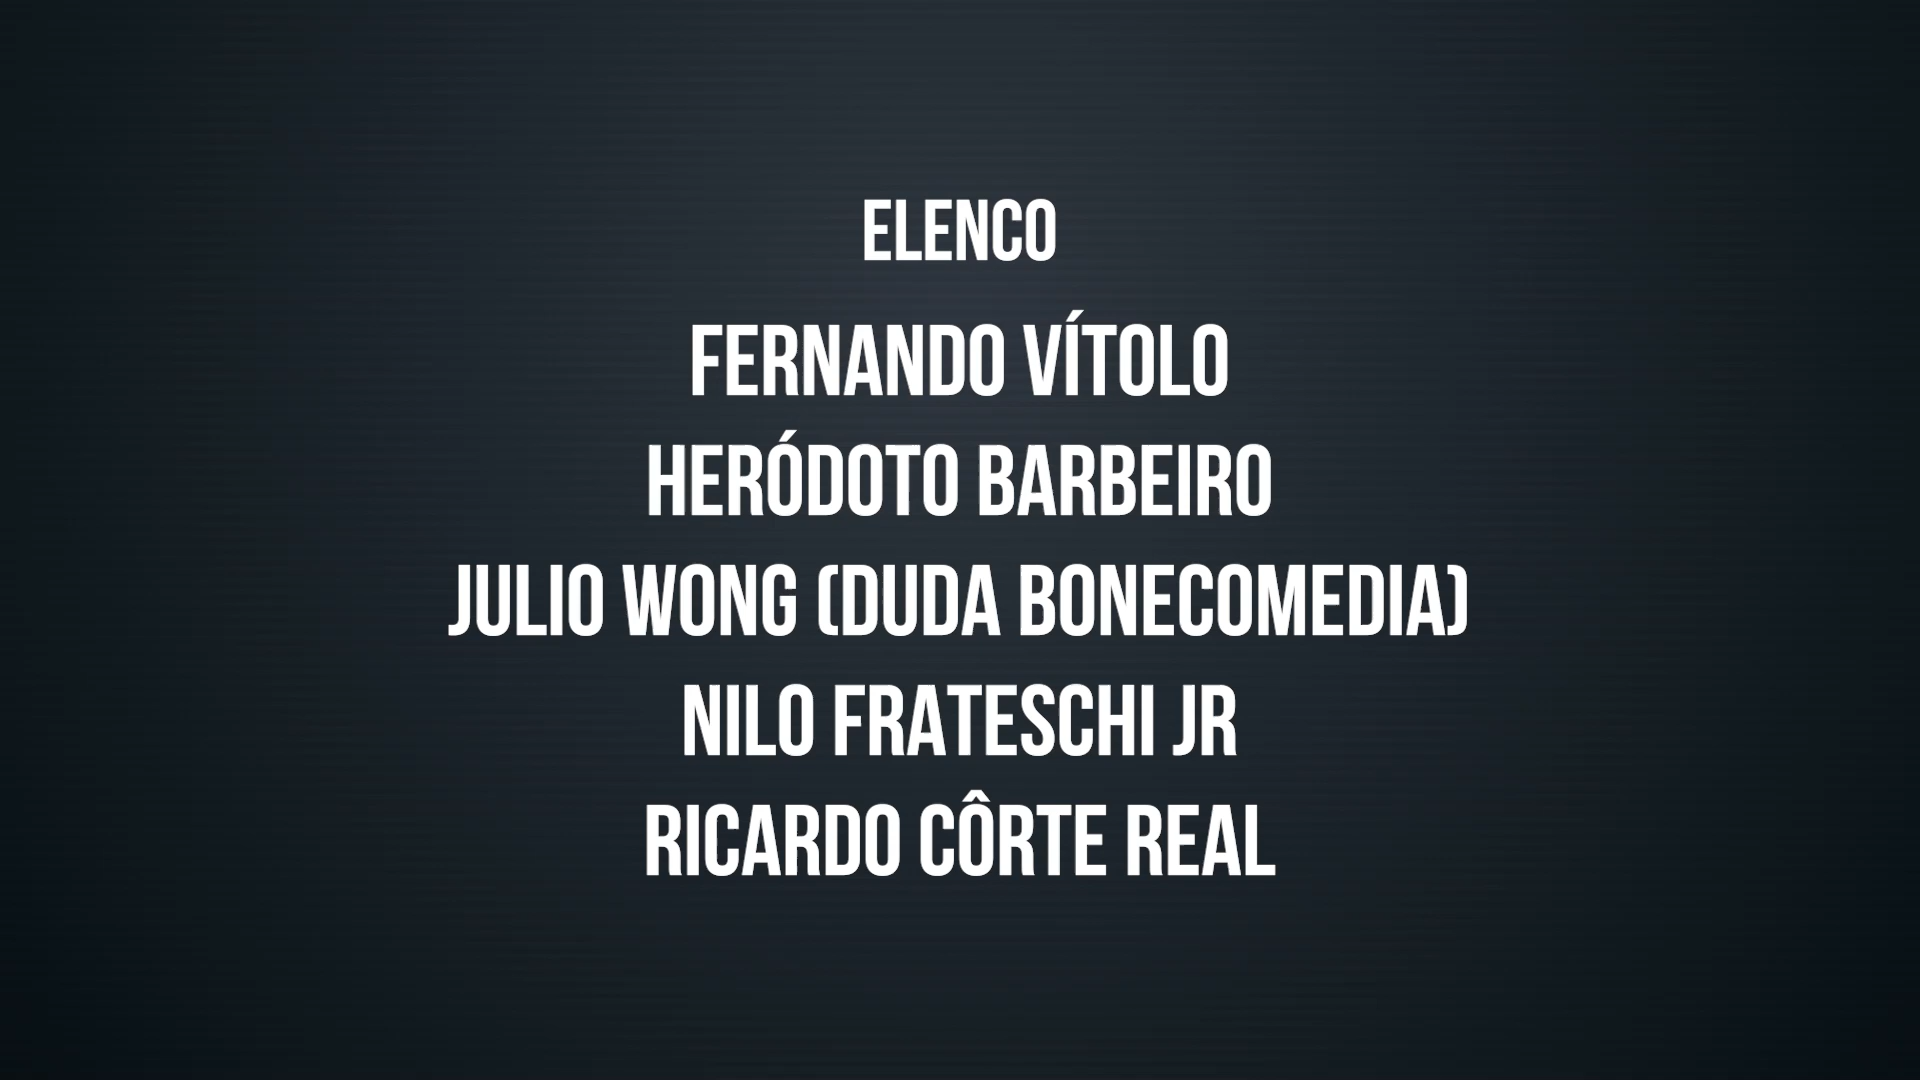 ELENCO
FERNANDO VÍTOLO
HERÓDOTO BARBEIRO
JULIO WONG (DUDA BONECOMEDIA)
NILO FRATESCHI JR
RICARDO CÔRTE REAL